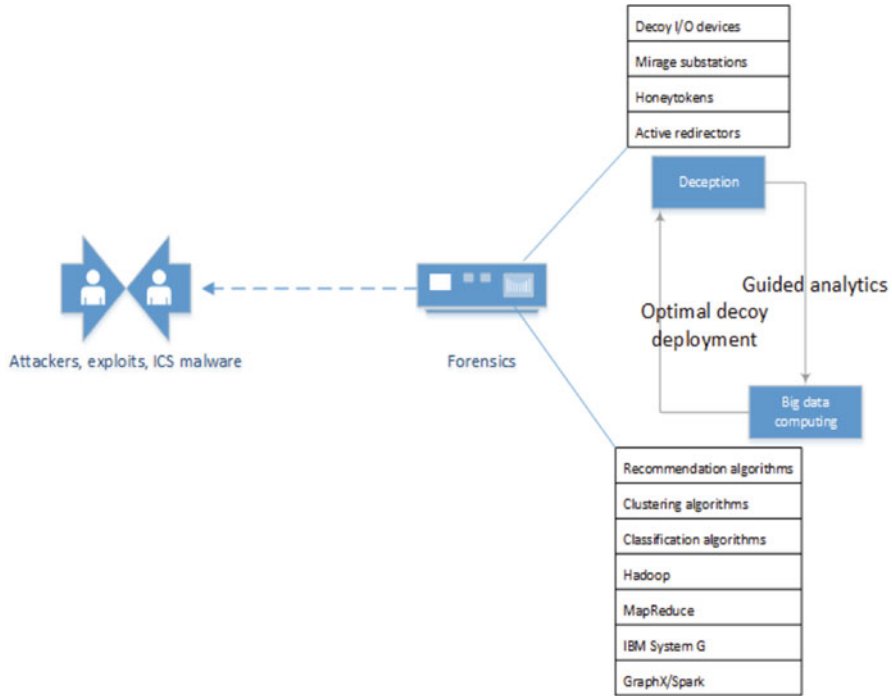 Decoy I/O devices
Mirage substations
Honeytokens
Active redirectors
Deception
Guided analytics
Optimal decoy
deployment
Attackers, exploits, ICS malware
Forensics
Big data
computing
Recommendation algorithms
Clustering algorithms
Classification algorithms
Hadoop
MapReduce
IBM System G
GraphX/Spark